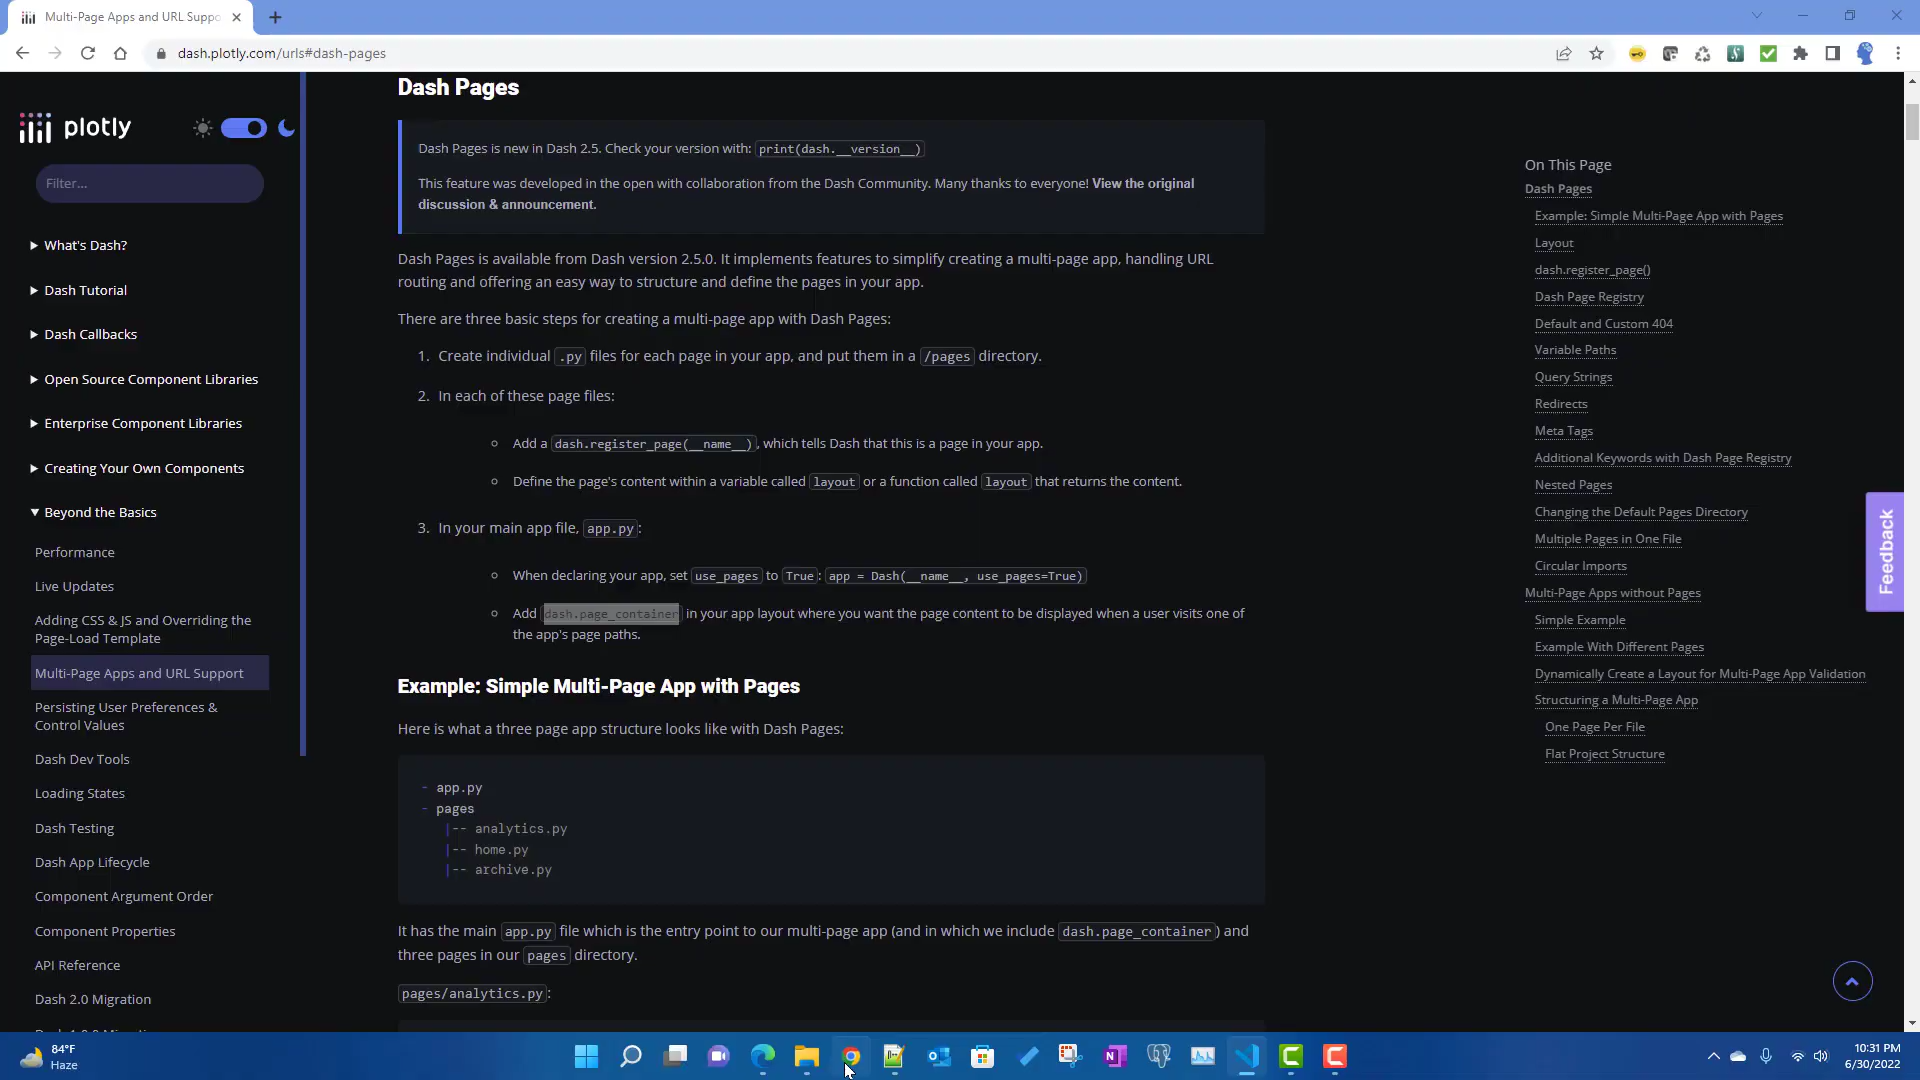 Multi-Page Apps and URL Suppo
dash.plotly.com/urls#dash-pages
plotly
Filter...
What's Dash?
Dash Tutorial
Dash Callbacks
Open Source Component Libraries
Enterprise Component Libraries
Creating Your Own Components
Beyond the Basics
Performance
Live Updates
Adding CSS & JS and Overriding the
Page-Load Template
Multi-Page Apps and URL Support
Persisting User Preferences &
Control Values
Dash Dev Tools
Loading States
Dash Testing
Dash App Lifecycle
Component Argument Order
Component Properties
API Reference
Dash 2.0 Migration
Dash Pages
Dash Pages is new in Dash 2.5. Check your version with: print(dash.__version__)
This feature was developed in the open with collaboration from the Dash Community. Many thanks to everyone! View the original
discussion & announcement.
Dash Pages is available from Dash version 2.5.0. It implements features to simplify creating a multi-page app, handling URL
routing and offering an easy way to structure and define the pages in your app.
There are three basic steps for creating a multi-page app with Dash Pages:
1. Create individual .py files for each page in your app, and put them in a /pages directory.
2. In each of these page files:
Add a dash.register_page(__name__), which tells Dash that this is a page in your app.
Define the page's content within a variable called layout or a function called layout that returns the content.
3. In your main app file, app.py:
When declaring your app, set use_pages to True: app = Dash(__name__, use_pages=True)
Add dash.page_container in your app layout where you want the page content to be displayed when a user visits one of
the app's page paths.
Example: Simple Multi-Page App with Pages
Here is what a three page app structure looks like with Dash Pages:
- app.py
- pages
|-- analytics.py
|-- home.py
|-- archive.py
It has the main app.py file which is the entry point to our multi-page app (and in which we include dash.page_container) and
three pages in our pages directory.
pages/analytics.py:
On This Page
Dash Pages
Example: Simple Multi-Page App with Pages
Layout
dash.register_page()
Dash Page Registry
Default and Custom 404
Variable Paths
Query Strings
Redirects
Meta Tags
Additional Keywords with Dash Page Registry
Nested Pages
Changing the Default Pages Directory
Multiple Pages in One File
Circular Imports
Multi-Page Apps without Pages
Simple Example
Example With Different Pages
Dynamically Create a Layout for Multi-Page App Validation
Structuring a Multi-Page App
One Page Per File
Flat Project Structure
Feedback
84°F
Haze
10:31 PM
6/30/2022